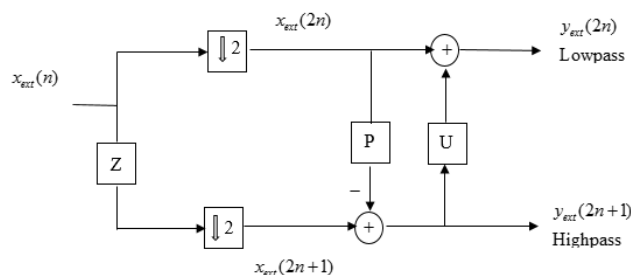 x_ext(2n)
y_ext(2n)
⇓ 2
+
Lowpass
x_ext(n)
P
U
Z
−
y_ext(2n+1)
⇓ 2
+
Highpass
x_ext(2n+1)